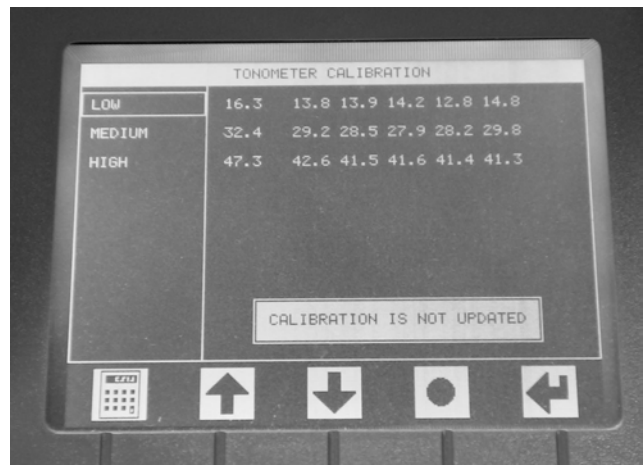 TONOMETER CALIBRATION
LOW 16.3 13.8 13.9 14.2 12.8 14.8
MEDIUM 32.4 29.2 28.5 27.9 28.2 29.8
HIGH 47.3 42.6 41.5 41.6 41.4 41.3
CALIBRATION IS NOT UPDATED